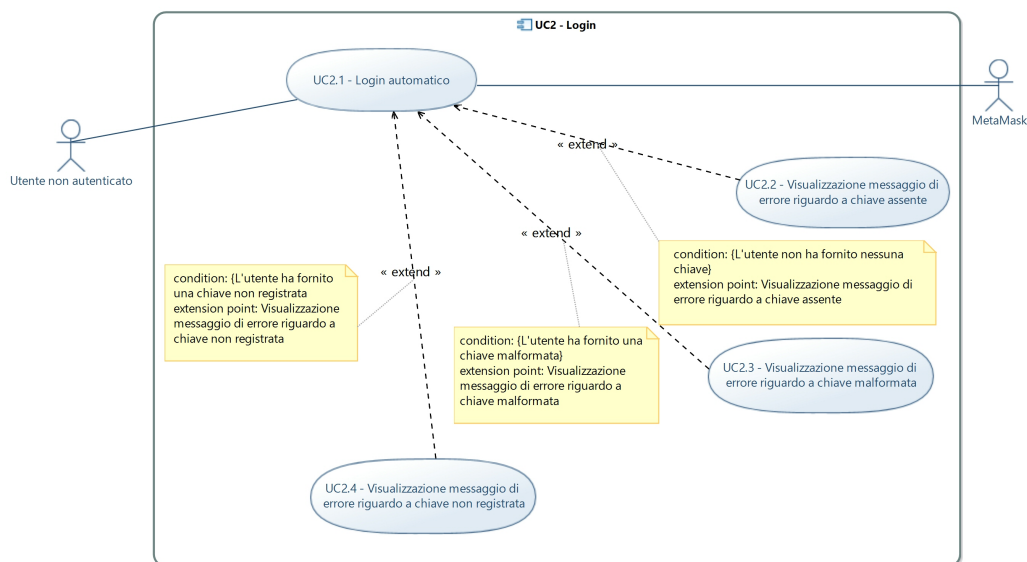 UC2 - Login
UC2.1 - Login automatico
MetaMask
Utente non autenticato
« extend »
UC2.2 - Visualizzazione messaggio di
errore riguardo a chiave assente
« extend »
condition: {L'utente non ha fornito nessuna
chiave}
extension point: Visualizzazione messaggio di
errore riguardo a chiave assente
« extend »
condition: {L'utente ha fornito
una chiave non registrata
extension point: Visualizzazione
messaggio di errore riguardo a
chiave non registrata
condition: {L'utente ha fornito una
chiave malformata}
extension point: Visualizzazione
messaggio di errore riguardo a
chiave malformata
UC2.3 - Visualizzazione messaggio di
errore riguardo a chiave malformata
UC2.4 - Visualizzazione messaggio di
errore riguardo a chiave non registrata